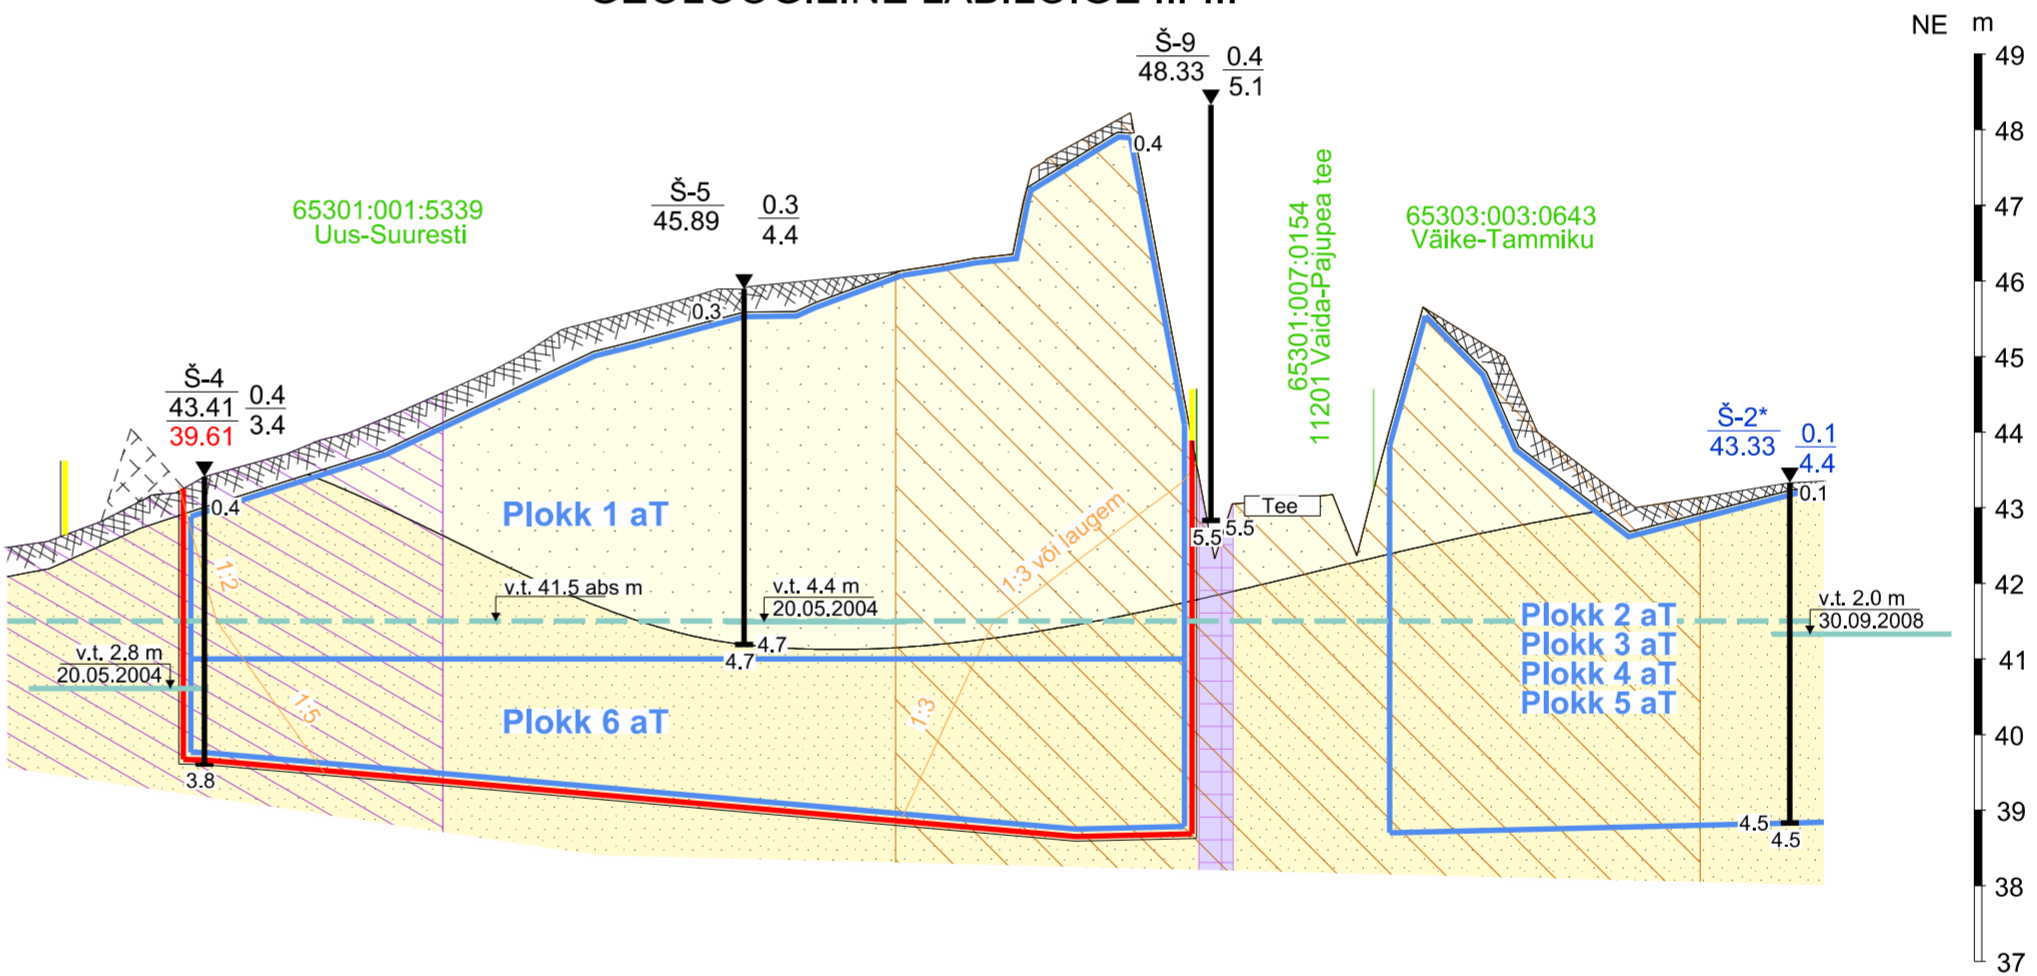 GEOLOOGILINE LÄBILÕIGE III-III'
NE m
Š-9
48.33
0.4
5.1
49
48
47
46
45
44
43
42
41
40
39
38
37
0.4
65301:001:5339
Uus-Suuresti
Š-5
45.89
0.3
4.4
0.3
65301:007:0154
11201 Vaida-Pajupea tee
65303:003:0643
Väike-Tammiku
Š-4
43.41
39.61
0.4
3.4
0.4
Š-2*
43.33
0.1
4.4
0.1
Plokk 1 aT
Tee
5.5
5.5
1:2
1:3 või laugem
v.t. 41.5 abs m
v.t. 4.4 m
20.05.2004
v.t. 2.0 m
30.09.2008
Plokk 2 aT
Plokk 3 aT
Plokk 4 aT
Plokk 5 aT
v.t. 2.8 m
20.05.2004
4.7
4.7
1:5
1:3
Plokk 6 aT
3.8
4.5
4.5